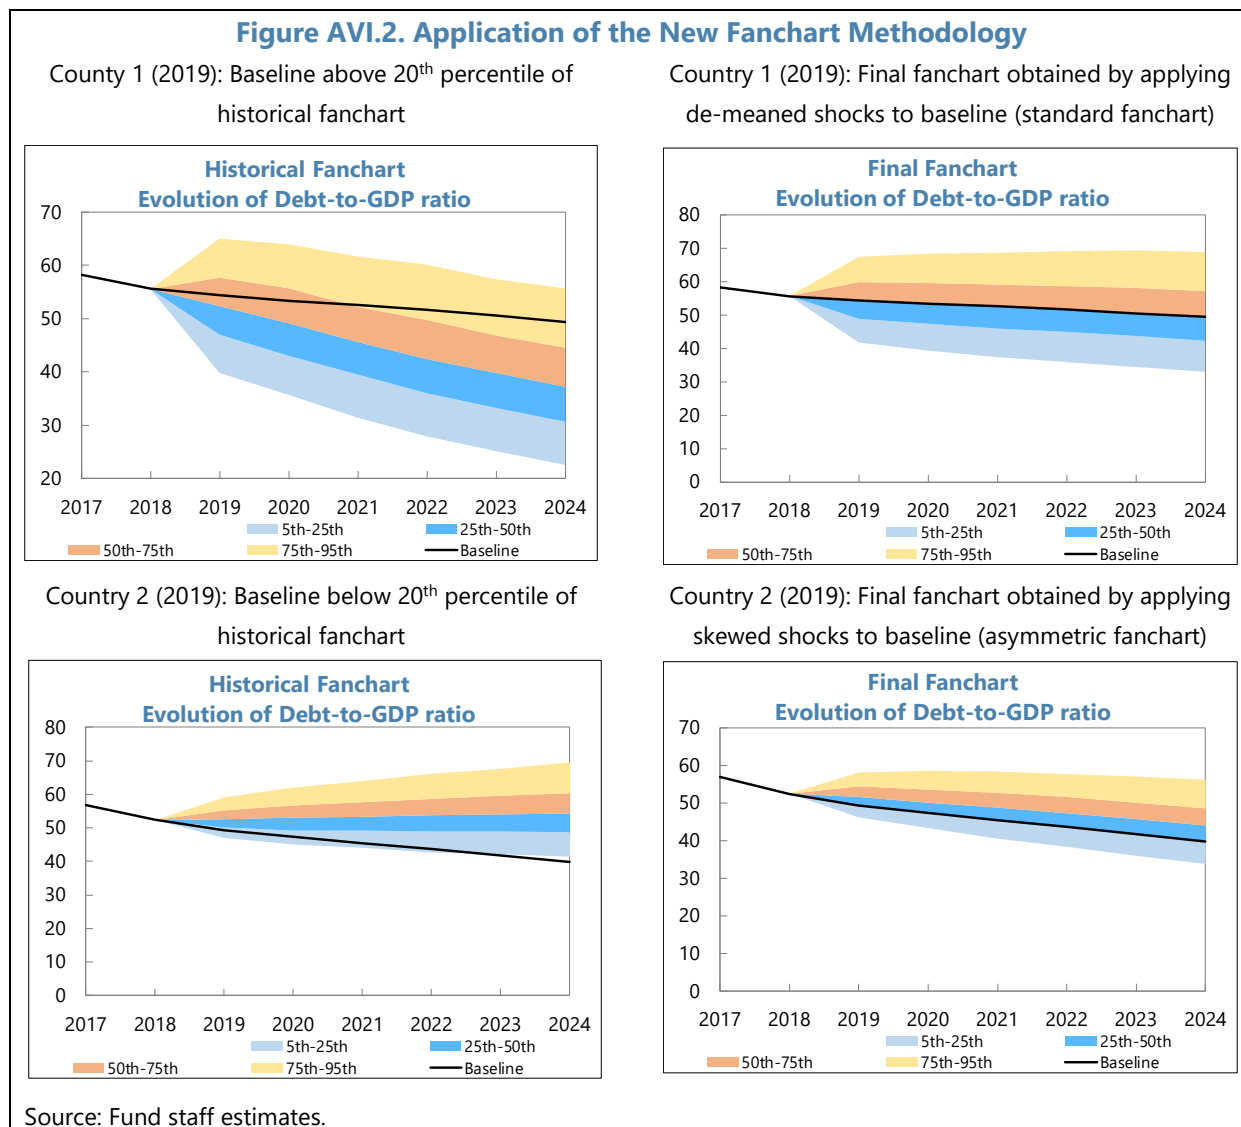 Figure AVI.2. Application of the New Fanchart Methodology
County 1 (2019): Baseline above 20th percentile of
historical fanchart
Country 1 (2019): Final fanchart obtained by applying
de-meaned shocks to baseline (standard fanchart)
Historical Fanchart
Evolution of Debt-to-GDP ratio
70
60
50
40
30
20
2017 2018 2019 2020 2021 2022 2023 2024
5th-25th 25th-50th
50th-75th 75th-95th Baseline
Final Fanchart
Evolution of Debt-to-GDP ratio
80
70
60
50
40
30
20
10
0
2017 2018 2019 2020 2021 2022 2023 2024
5th-25th 25th-50th
50th-75th 75th-95th Baseline
Country 2 (2019): Baseline below 20th percentile of
historical fanchart
Country 2 (2019): Final fanchart obtained by applying
skewed shocks to baseline (asymmetric fanchart)
Historical Fanchart
Evolution of Debt-to-GDP ratio
80
70
60
50
40
30
20
10
0
2017 2018 2019 2020 2021 2022 2023 2024
5th-25th 25th-50th
50th-75th 75th-95th Baseline
Final Fanchart
Evolution of Debt-to-GDP ratio
70
60
50
40
30
20
10
0
2017 2018 2019 2020 2021 2022 2023 2024
5th-25th 25th-50th
50th-75th 75th-95th Baseline
Source: Fund staff estimates.